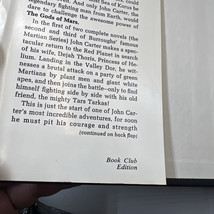 legendary fighting man from Earth, would
dare to challenge the awesome power of
The Gods of Mars.
In the first of two complete novels (the
second and third of Burroughs' famous
Martian Series) John Carter makes a spec-
tacular return to the Red Planet in search
of his wife, Dejah Thoris, Princess of He-
lium. Landing in the Valley Dor, he wit-
nesses a brutal attack on a party of green
Martians by plant men and giant white
apes, and then joins the battle—only to find
himself fighting side by side with his old
friend, the mighty Tars Tarkas!
This is just the start of one of John Car-
ter's most incredible adventures, for soon
he must pit his courage and strength
(continued on back flap)
Book Club
Edition